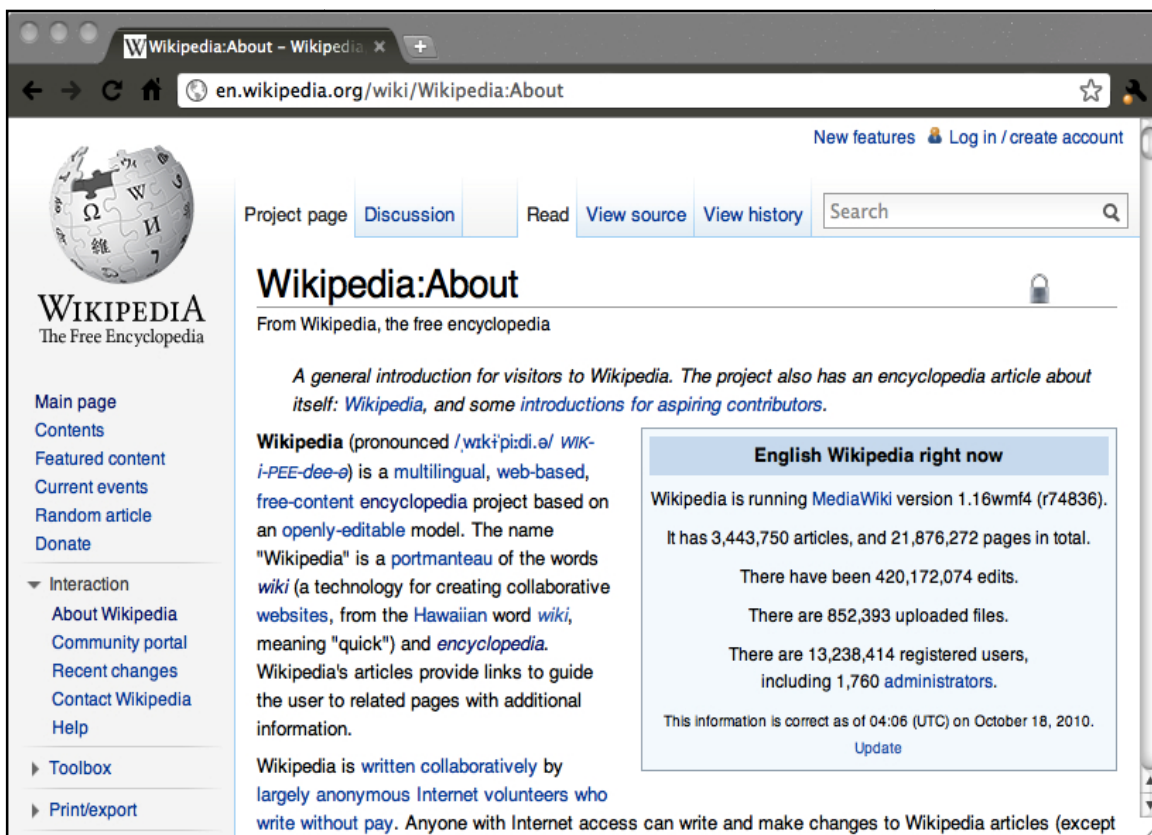 Wikipedia:About – Wikipedia
en.wikipedia.org/wiki/Wikipedia:About
New features Log in / create account
Project page Discussion Read View source View history Search
Ω W И 維 7
WIKIPEDIA
The Free Encyclopedia
Main page
Contents
Featured content
Current events
Random article
Donate
Interaction
About Wikipedia
Community portal
Recent changes
Contact Wikipedia
Help
Toolbox
Print/export
Wikipedia:About
From Wikipedia, the free encyclopedia
A general introduction for visitors to Wikipedia. The project also has an encyclopedia article about
itself: Wikipedia, and some introductions for aspiring contributors.
Wikipedia (pronounced /ˌwɪkɨˈpiːdi.ə/ WIK-
i-PEE-dee-ə) is a multilingual, web-based,
free-content encyclopedia project based on
an openly-editable model. The name
"Wikipedia" is a portmanteau of the words
wiki (a technology for creating collaborative
websites, from the Hawaiian word wiki,
meaning "quick") and encyclopedia.
Wikipedia's articles provide links to guide
the user to related pages with additional
information.
English Wikipedia right now
Wikipedia is running MediaWiki version 1.16wmf4 (r74836).
It has 3,443,750 articles, and 21,876,272 pages in total.
There have been 420,172,074 edits.
There are 852,393 uploaded files.
There are 13,238,414 registered users,
including 1,760 administrators.
This information is correct as of 04:06 (UTC) on October 18, 2010.
Update
Wikipedia is written collaboratively by
largely anonymous Internet volunteers who
write without pay. Anyone with Internet access can write and make changes to Wikipedia articles (except